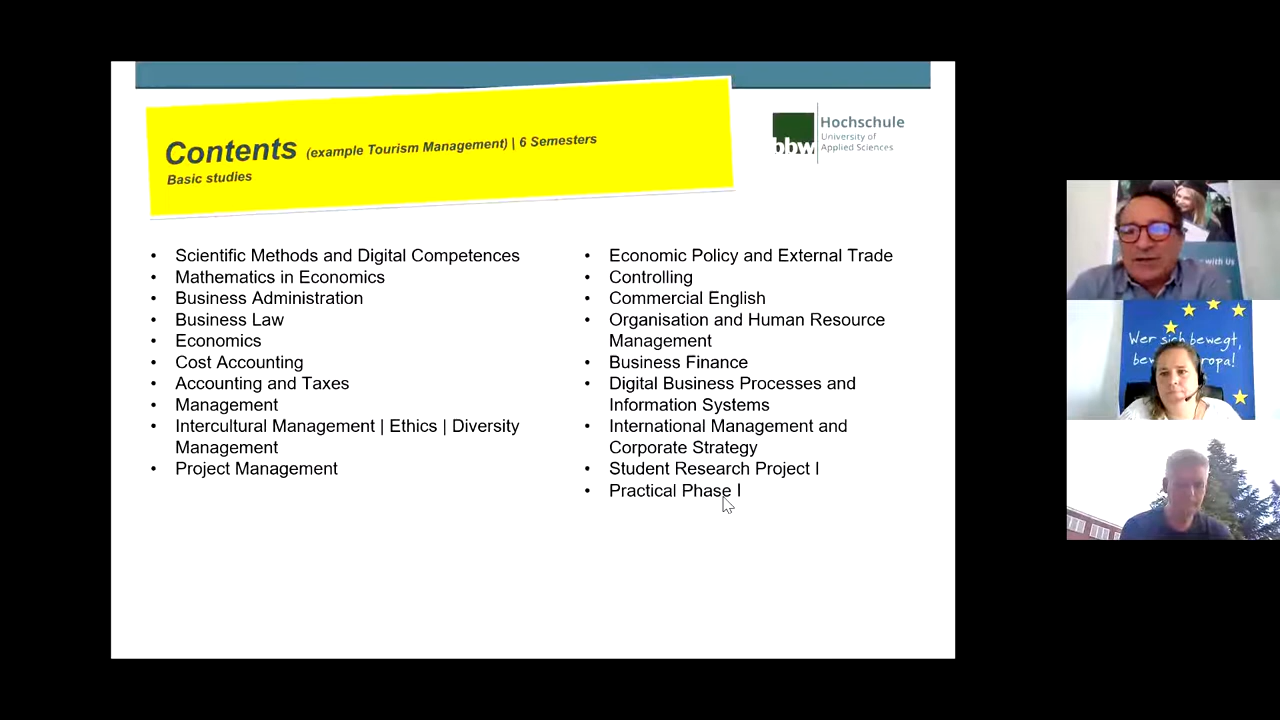 Contents (example Tourism Management) | 6 Semesters
Basic studies
bbw
Hochschule
University of
Applied Sciences
• Scientific Methods and Digital Competences
• Mathematics in Economics
• Business Administration
• Business Law
• Economics
• Cost Accounting
• Accounting and Taxes
• Management
• Intercultural Management | Ethics | Diversity
Management
• Project Management
• Economic Policy and External Trade
• Controlling
• Commercial English
• Organisation and Human Resource
Management
• Business Finance
• Digital Business Processes and
Information Systems
• International Management and
Corporate Strategy
• Student Research Project I
• Practical Phase I
with Us
Wer sich bewegt,